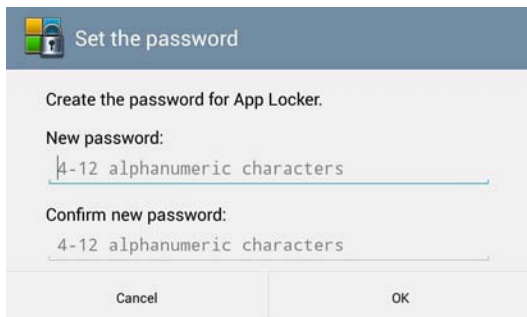 Set the password
Create the password for App Locker.
New password:
4-12 alphanumeric characters
Confirm new password:
4-12 alphanumeric characters
Cancel OK